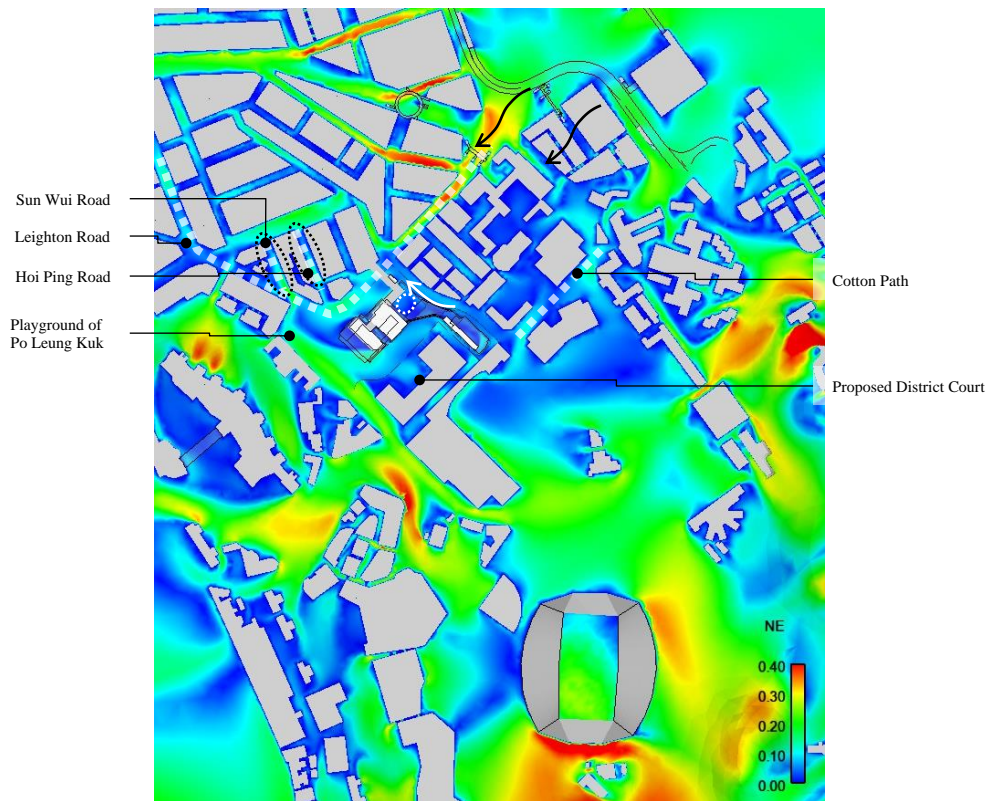 Sun Wui Road
Leighton Road
Hoi Ping Road
Playground of
Po Leung Kuk
Cotton Path
Proposed District Court
NE
0.40
0.30
0.20
0.10
0.00